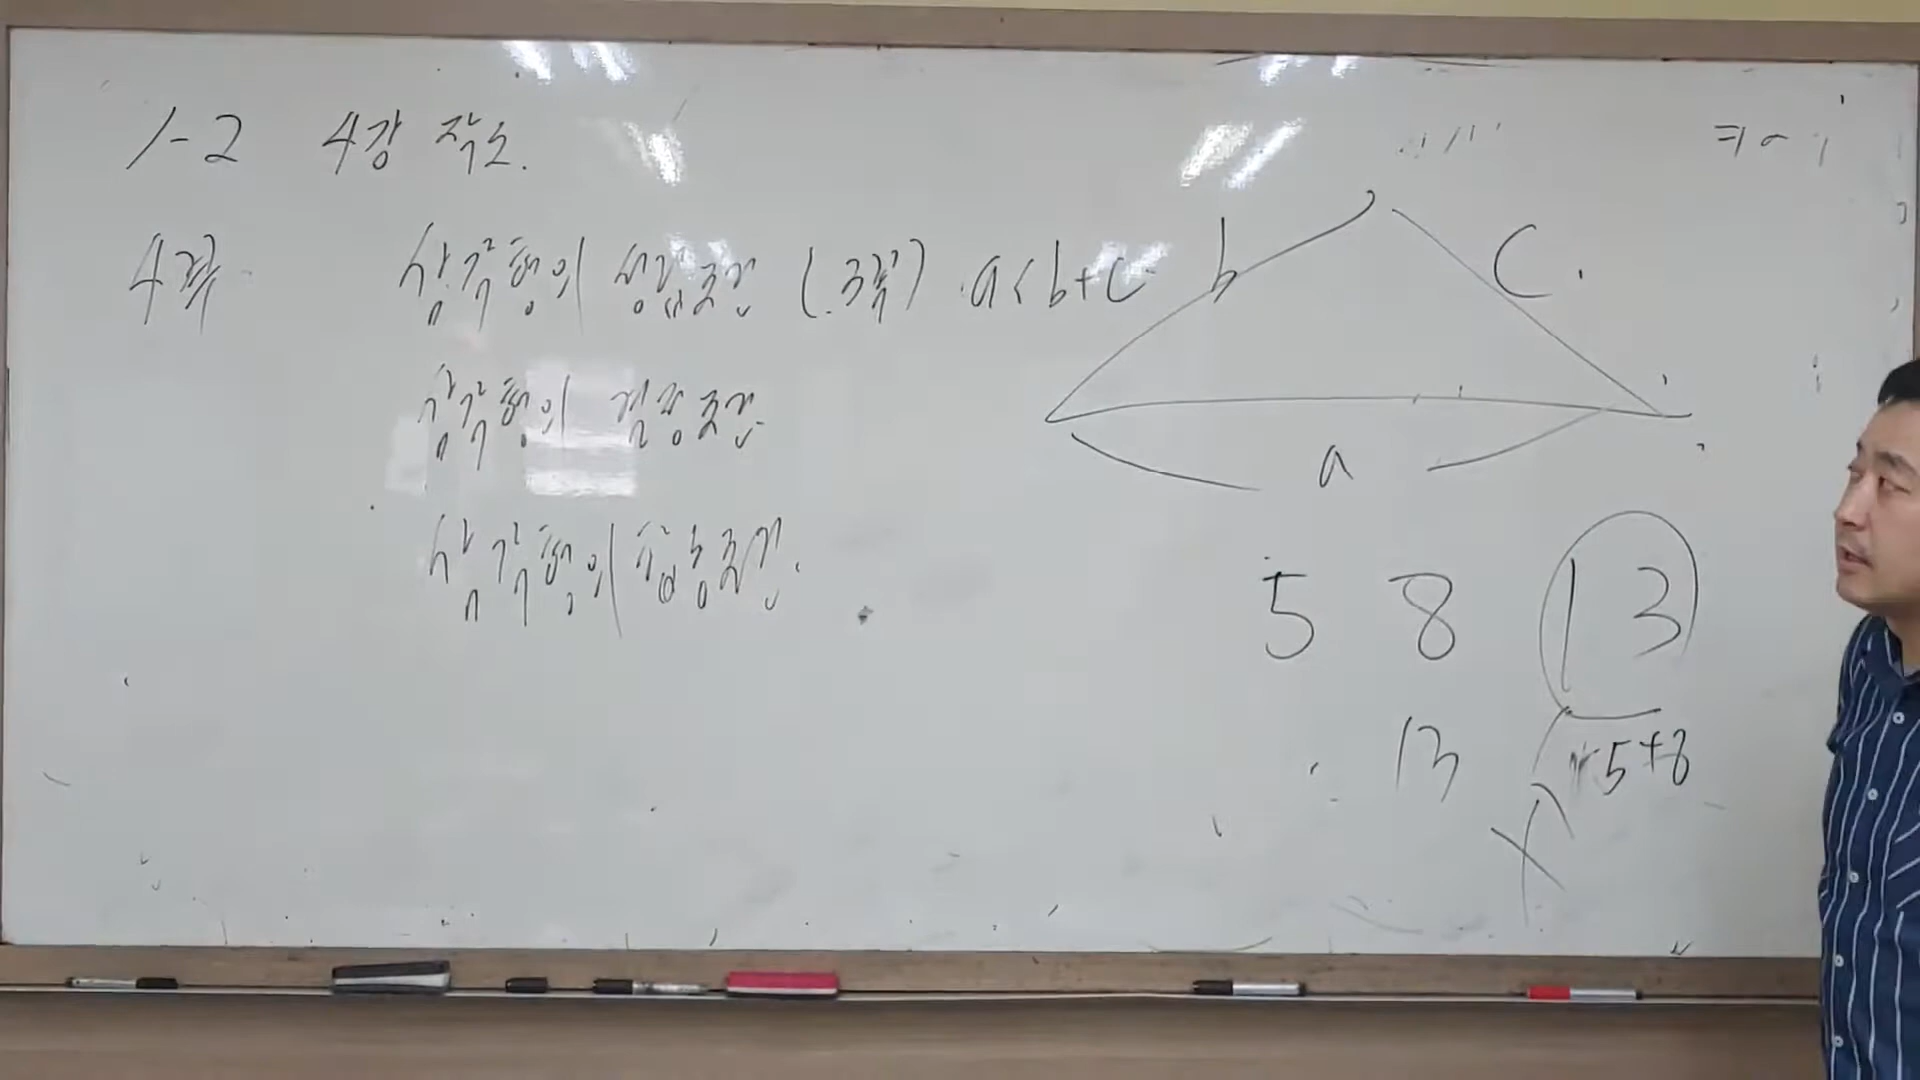 1-2 4강 작도.
4쪽
삼각형의 성립조건 (3쪽) a<b+c
삼각형의 결정조건
삼각형의 합동조건.
b
c
a
5 8 13
13 5+8